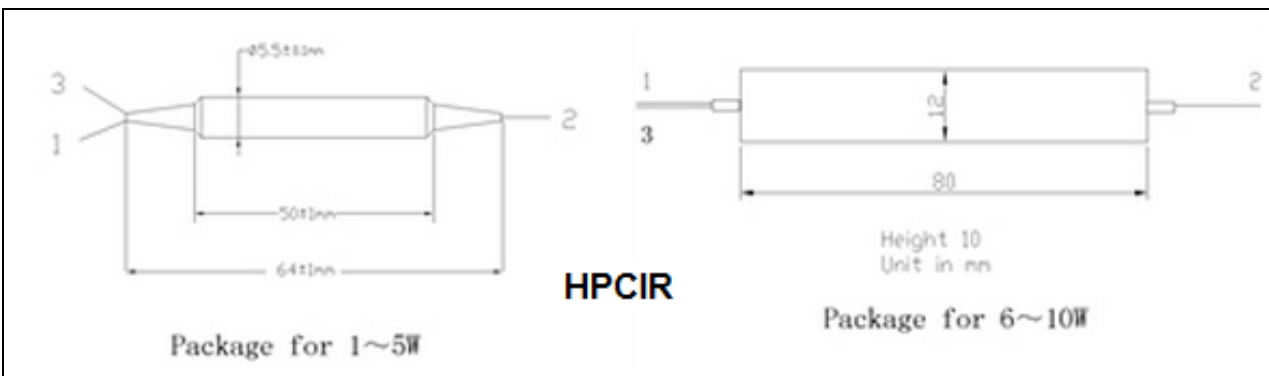 Ø5.5±0.1mm
3
1
2
50±1mm
64±1mm
Package for 1～5W
HPCIR
1
3
2
12
80
Height 10
Unit in mm
Package for 6～10W